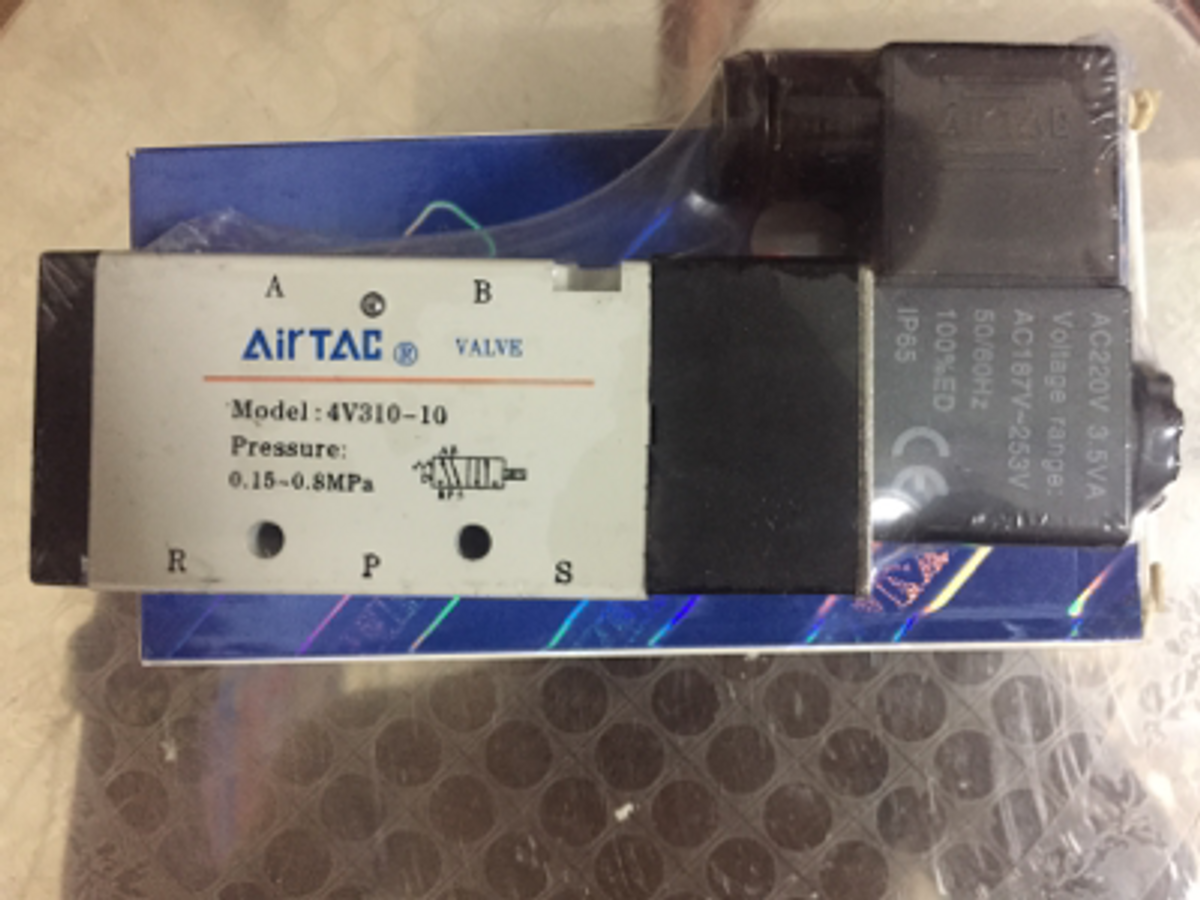 A
B
©
AirTAC ® VALVE
Model:4V310-10
Pressure:
0.15~0.8MPa
R
P
S
AC220V 3.5VA
Voltage range:
AC187V~253V
50/60Hz
100%ED
IP65
CE